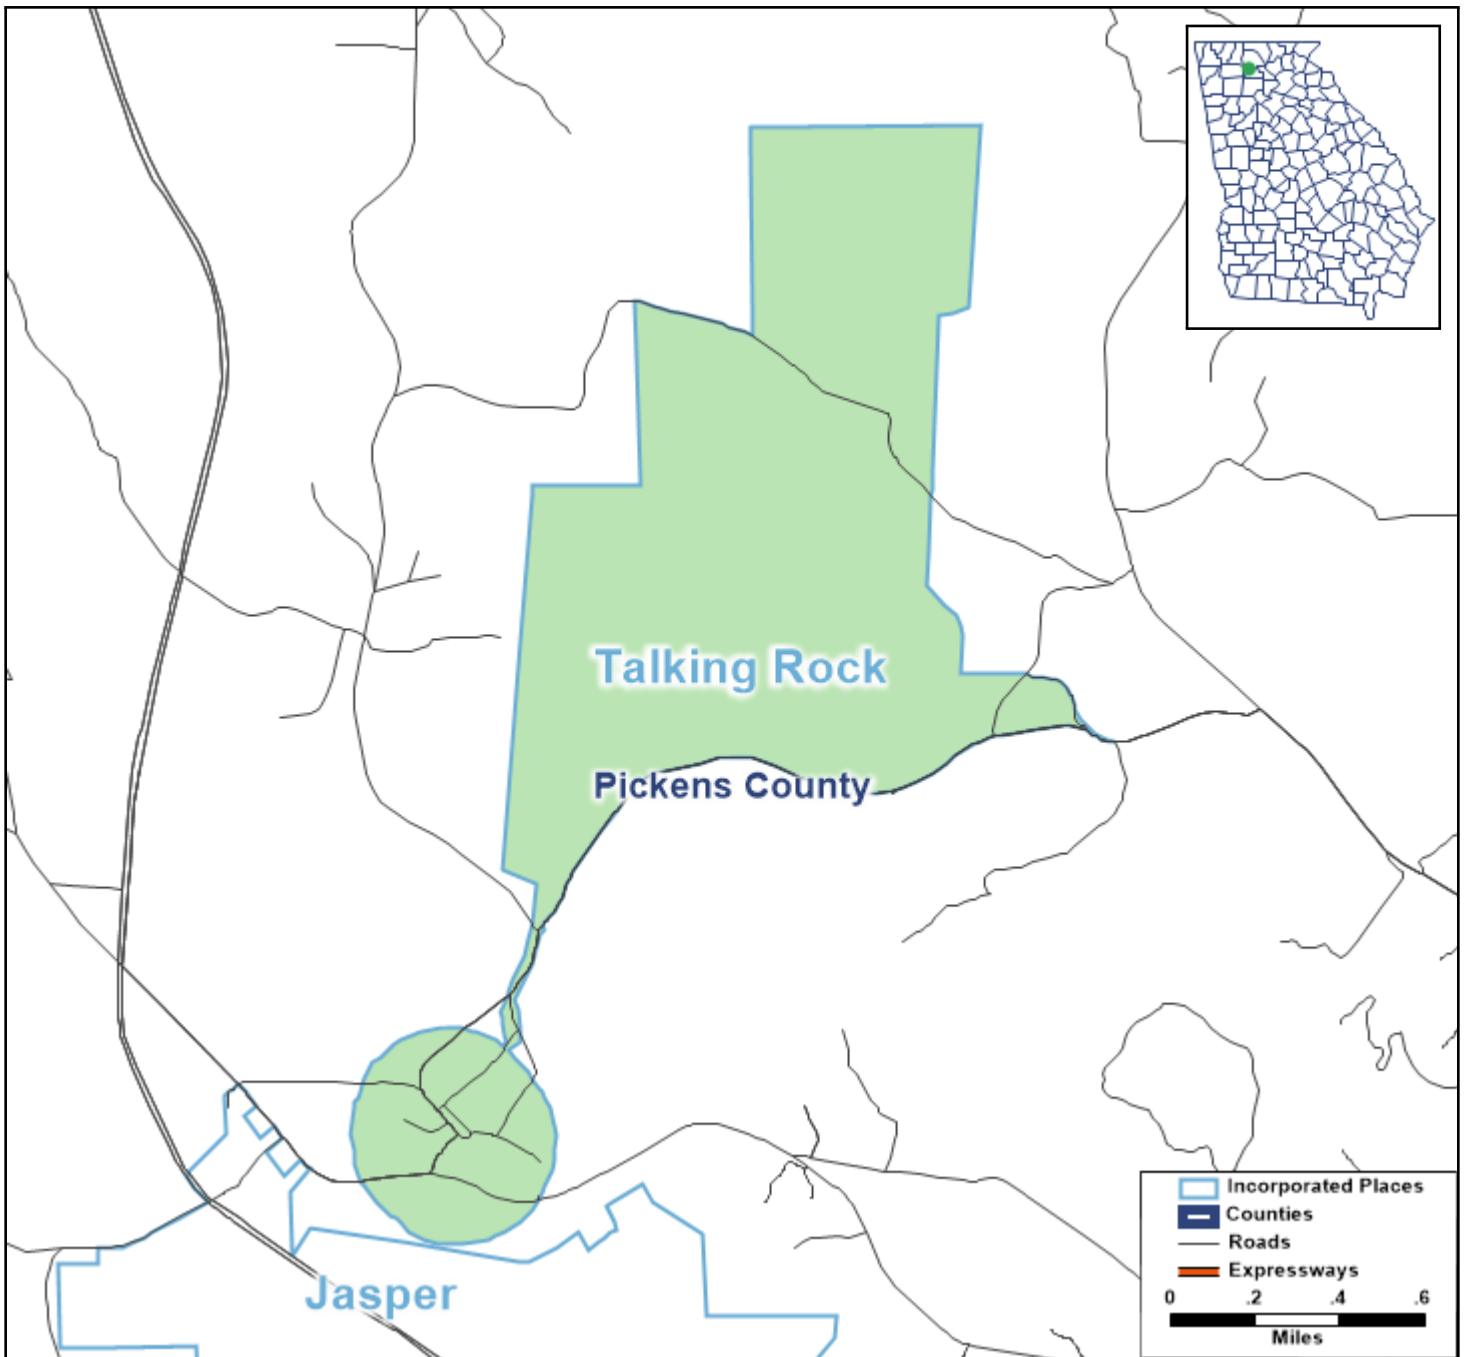 Talking Rock
Pickens County
Jasper
Incorporated Places
Counties
Roads
Expressways
0 .2 .4 .6
Miles